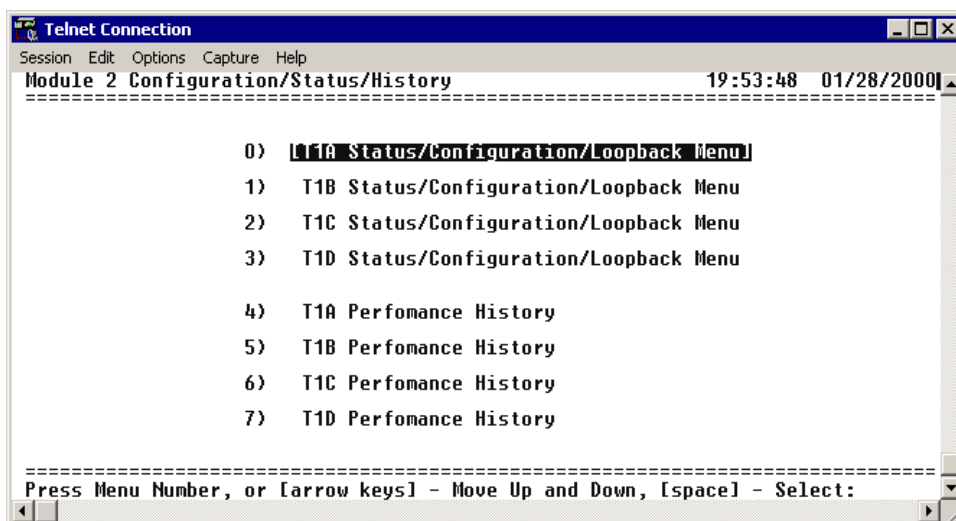 Telnet Connection
Session Edit Options Capture Help
Module 2 Configuration/Status/History 19:53:48 01/28/2000
================================================================================
0) [T1A Status/Configuration/Loopback Menu]
1) T1B Status/Configuration/Loopback Menu
2) T1C Status/Configuration/Loopback Menu
3) T1D Status/Configuration/Loopback Menu
4) T1A Perfomance History
5) T1B Perfomance History
6) T1C Perfomance History
7) T1D Perfomance History
================================================================================
Press Menu Number, or [arrow keys] - Move Up and Down, [space] - Select: